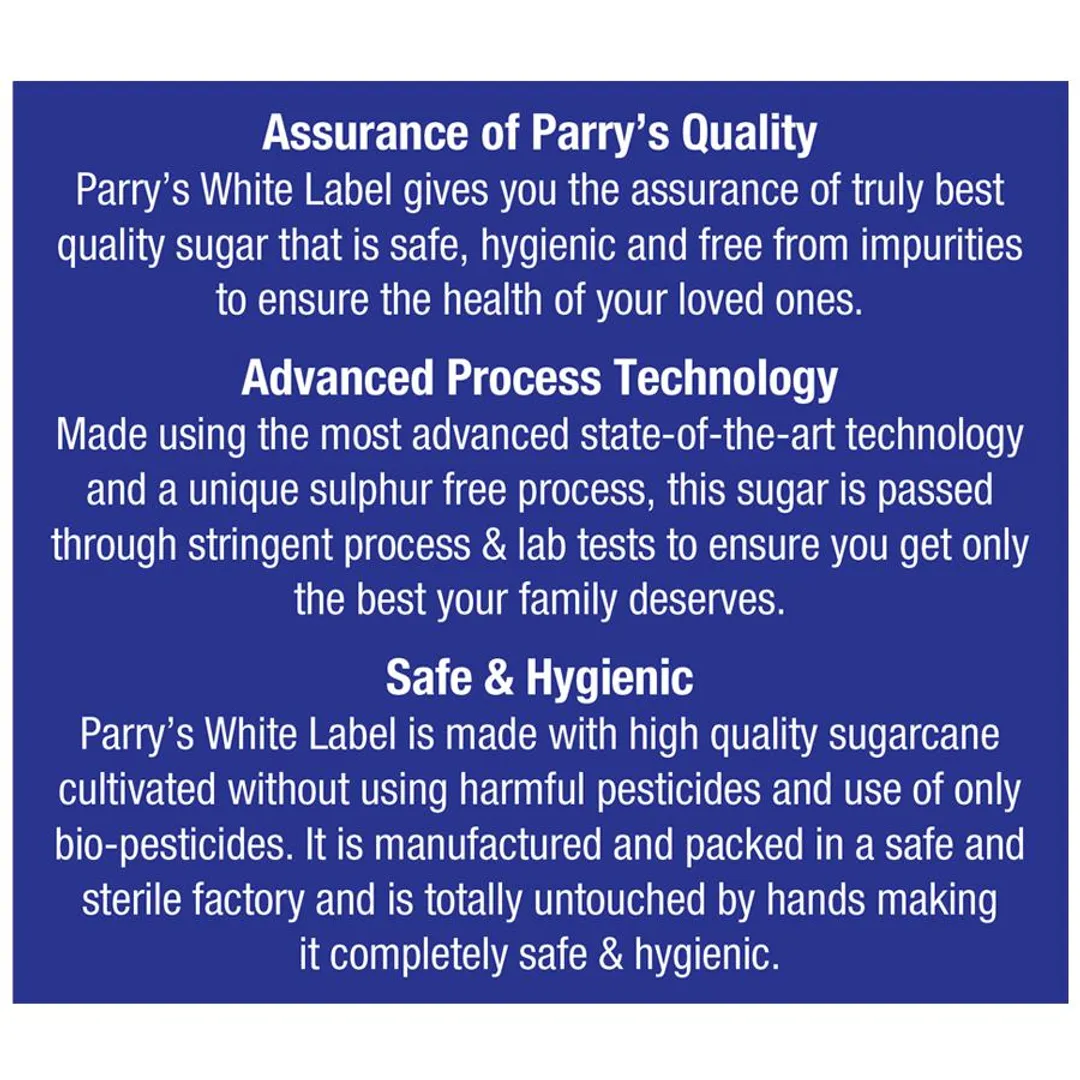 Assurance of Parry’s Quality
Parry’s White Label gives you the assurance of truly best
quality sugar that is safe, hygienic and free from impurities
to ensure the health of your loved ones.
Advanced Process Technology
Made using the most advanced state-of-the-art technology
and a unique sulphur free process, this sugar is passed
through stringent process & lab tests to ensure you get only
the best your family deserves.
Safe & Hygienic
Parry’s White Label is made with high quality sugarcane
cultivated without using harmful pesticides and use of only
bio-pesticides. It is manufactured and packed in a safe and
sterile factory and is totally untouched by hands making
it completely safe & hygienic.